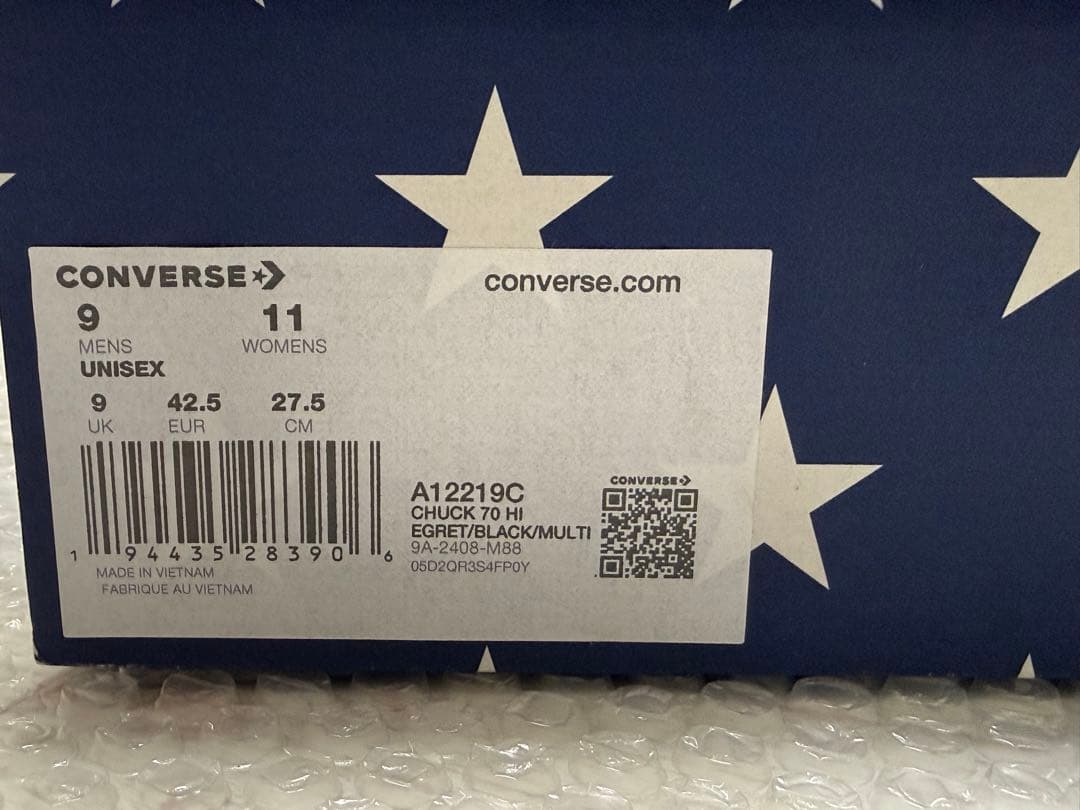 CONVERSE
converse.com
9 11
MENS WOMENS
UNISEX
9 42.5 27.5
UK EUR CM
1 94435 28390 6
MADE IN VIETNAM
FABRIQUE AU VIETNAM
A12219C
CHUCK 70 HI
EGRET/BLACK/MULTI
9A-2408-M88
05D2QR3S4FP0Y
CONVERSE